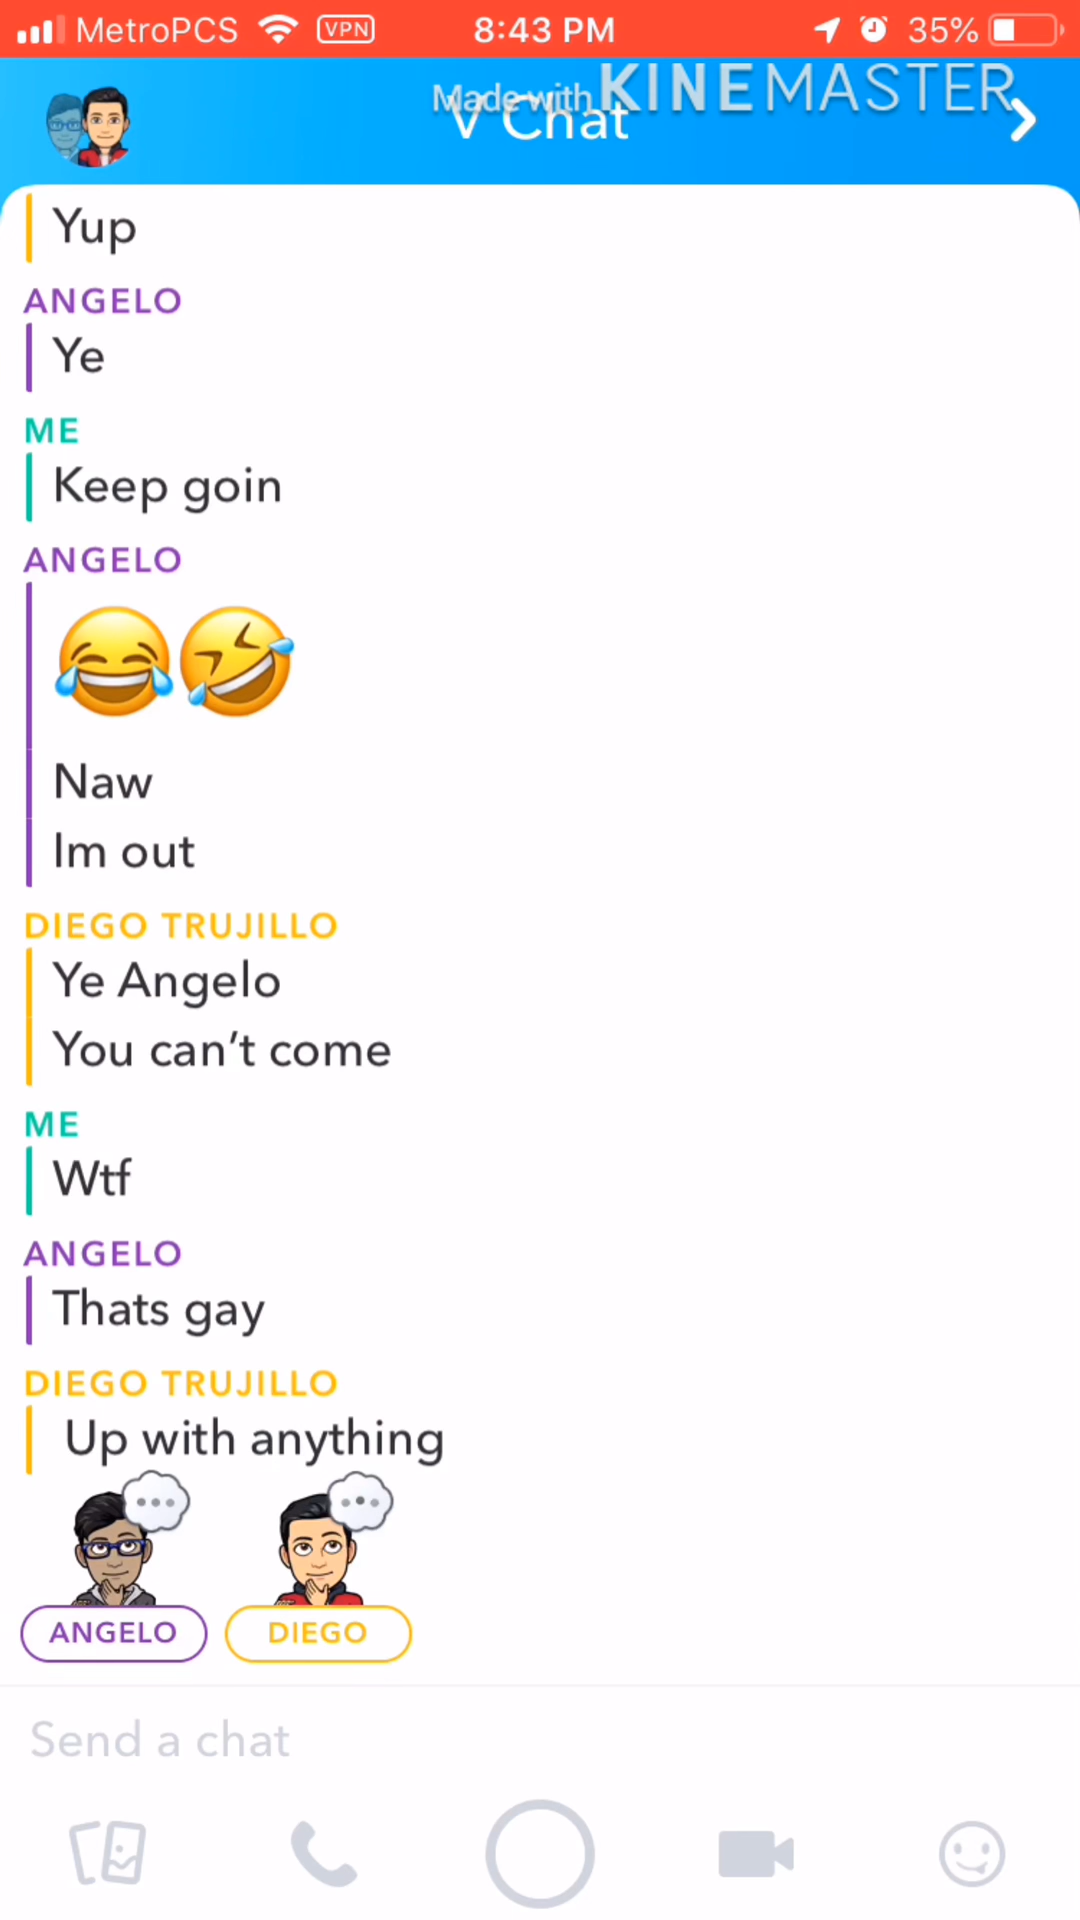 MetroPCS VPN 8:43 PM 35%
Made with KINEMASTER
V Chat
Yup
ANGELO
Ye
ME
Keep goin
ANGELO
😂🤣
Naw
Im out
DIEGO TRUJILLO
Ye Angelo
You can't come
ME
Wtf
ANGELO
Thats gay
DIEGO TRUJILLO
Up with anything
ANGELO DIEGO
Send a chat